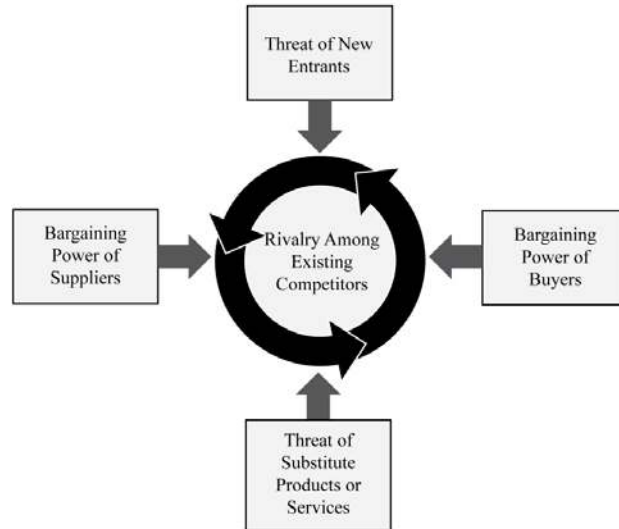 Threat of New
Entrants
Bargaining
Power of
Suppliers
Rivalry Among
Existing
Competitors
Bargaining
Power of
Buyers
Threat of
Substitute
Products or
Services